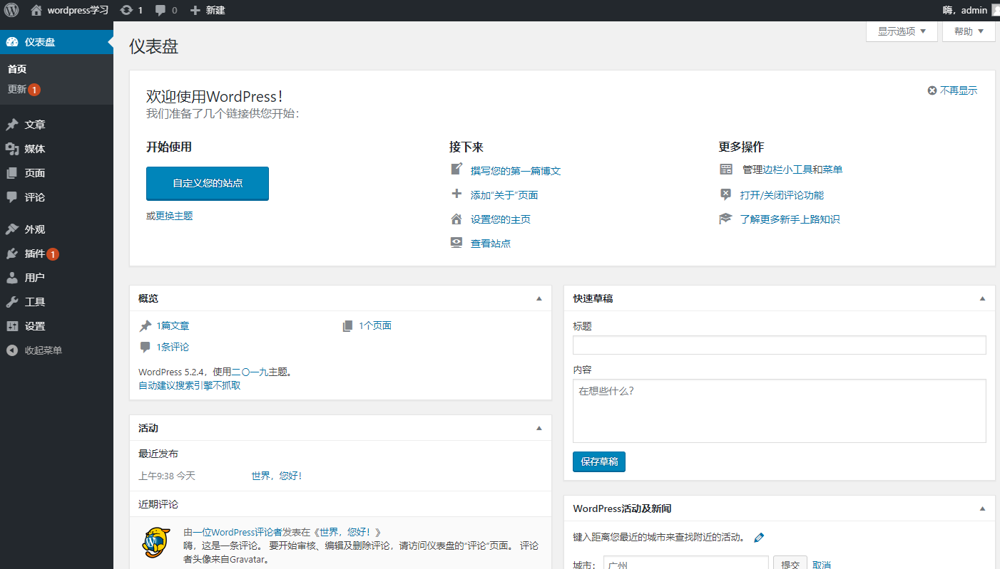 wordpress学习 1 0 新建 嗨，admin
显示选项 帮助
仪表盘
首页
更新 1
文章
媒体
页面
评论
外观
插件 1
用户
工具
设置
收起菜单
仪表盘
欢迎使用WordPress！
不再显示
我们准备了几个链接供您开始：
开始使用
自定义您的站点
或更换主题
接下来
撰写您的第一篇博文
添加“关于”页面
设置您的主页
查看站点
更多操作
管理边栏小工具和菜单
打开/关闭评论功能
了解更多新手上路知识
概览
1篇文章 1个页面
1条评论
WordPress 5.2.4，使用二〇一九主题。
自动建议搜索引擎不抓取
活动
最近发布
上午9:38 今天 世界，您好！
近期评论
由一位WordPress评论者发表在《世界，您好！》
嗨，这是一条评论。 要开始审核、编辑及删除评论，请访问仪表盘的“评论”页面。 评论
者头像来自Gravatar。
快速草稿
标题
内容
在想些什么？
保存草稿
WordPress活动及新闻
键入距离您最近的城市来查找附近的活动。
城市： 广州 提交 取消